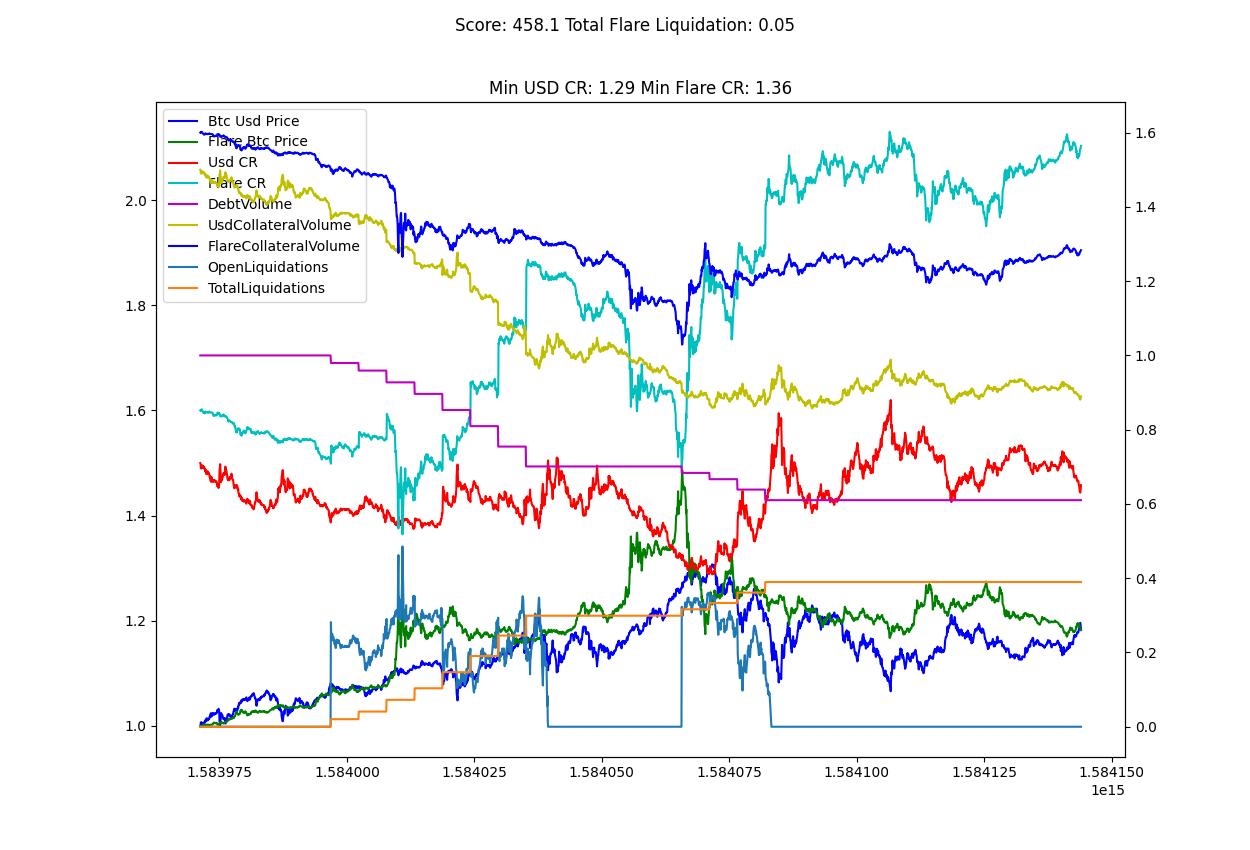 Score: 458.1 Total Flare Liquidation: 0.05
Min USD CR: 1.29 Min Flare CR: 1.36
Btc Usd Price
Flare Btc Price
Usd CR
Flare CR
DebtVolume
UsdCollateralVolume
FlareCollateralVolume
OpenLiquidations
TotalLiquidations
2.0
1.8
1.6
1.4
1.2
1.0
1.6
1.4
1.2
1.0
0.8
0.6
0.4
0.2
0.0
1.583975 1.584000 1.584025 1.584050 1.584075 1.584100 1.584125 1.584150
1e15